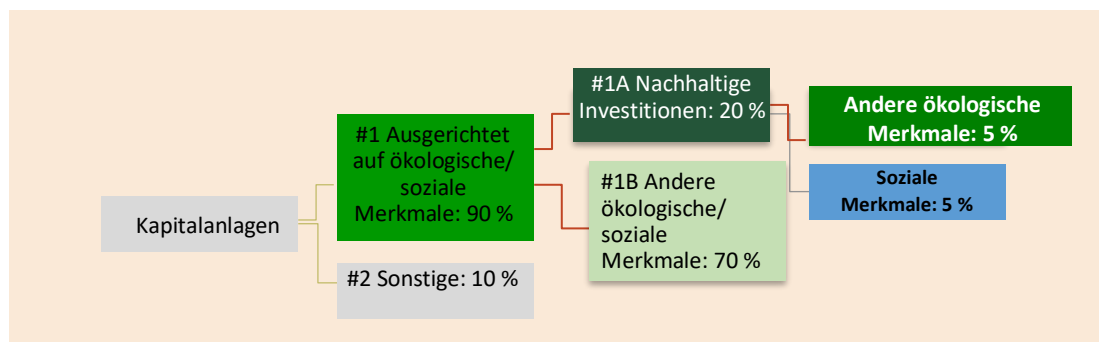 Kapitalanlagen
#1 Ausgerichtet
auf ökologische/
soziale
Merkmale: 90 %
#2 Sonstige: 10 %
#1A Nachhaltige
Investitionen: 20 %
#1B Andere
ökologische/
soziale
Merkmale: 70 %
Andere ökologische
Merkmale: 5 %
Soziale
Merkmale: 5 %